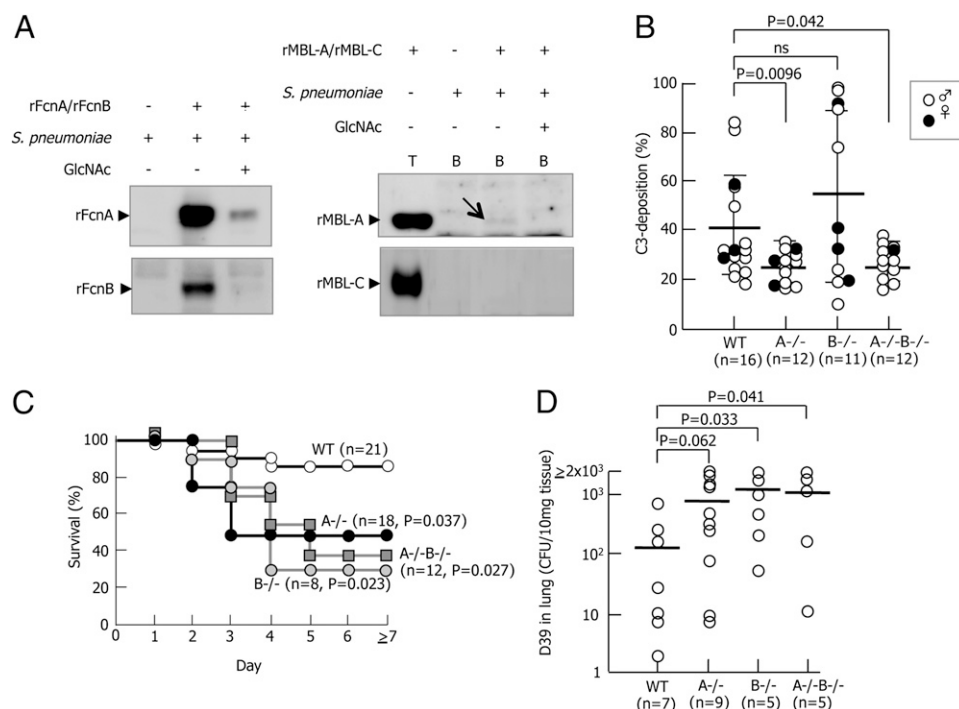 A
rFcnA/rFcnB - + +
S. pneumoniae + + +
GlcNAc - - +
rFcnA
rFcnB
rMBL-A/rMBL-C + - + +
S. pneumoniae - + + +
GlcNAc - - - +
T B B B
rMBL-A
rMBL-C
B
P=0.042
ns
P=0.0096
♂
♀
C3-deposition (%)
100
80
60
40
20
0
WT A-/- B-/- A-/-B-/-
(n=16) (n=12) (n=11) (n=12)
C
Survival (%)
100
80
60
40
20
0 1 2 3 4 5 6 ≥7
Day
WT (n=21)
A-/- (n=18, P=0.037)
A-/-B-/-
(n=12, P=0.027)
B-/- (n=8, P=0.023)
D
P=0.041
P=0.033
P=0.062
D39 in lung (CFU/10mg tissue)
≥2x10³
10³
10²
10
1
WT A-/- B-/- A-/-B-/-
(n=7) (n=9) (n=5) (n=5)